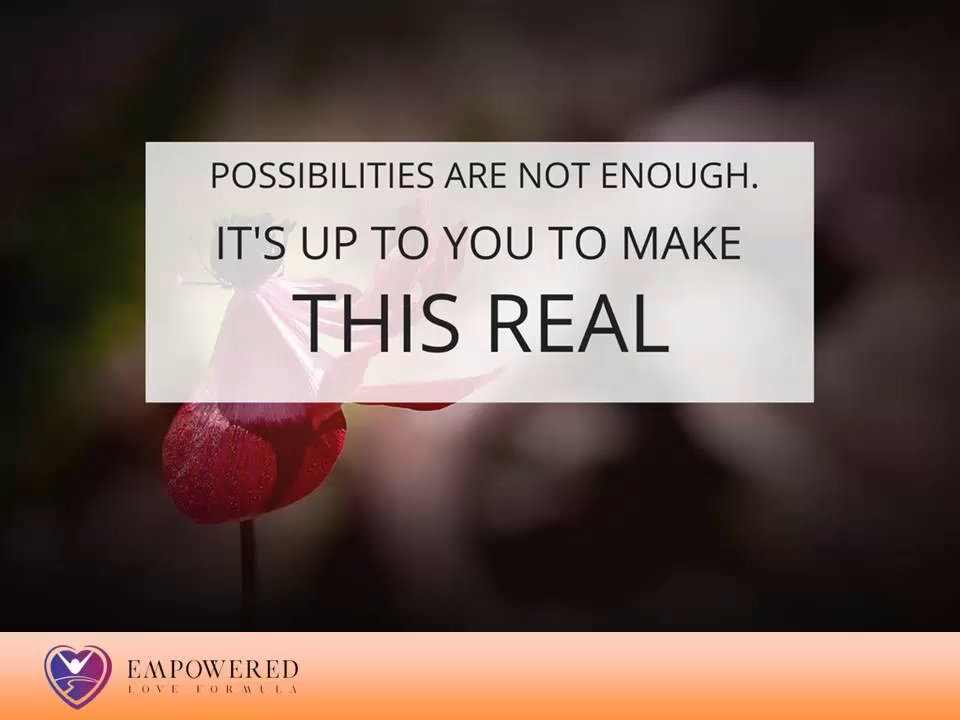 POSSIBILITIES ARE NOT ENOUGH.
IT'S UP TO YOU TO MAKE
THIS REAL
EMPOWERED
LOVE FORMULA